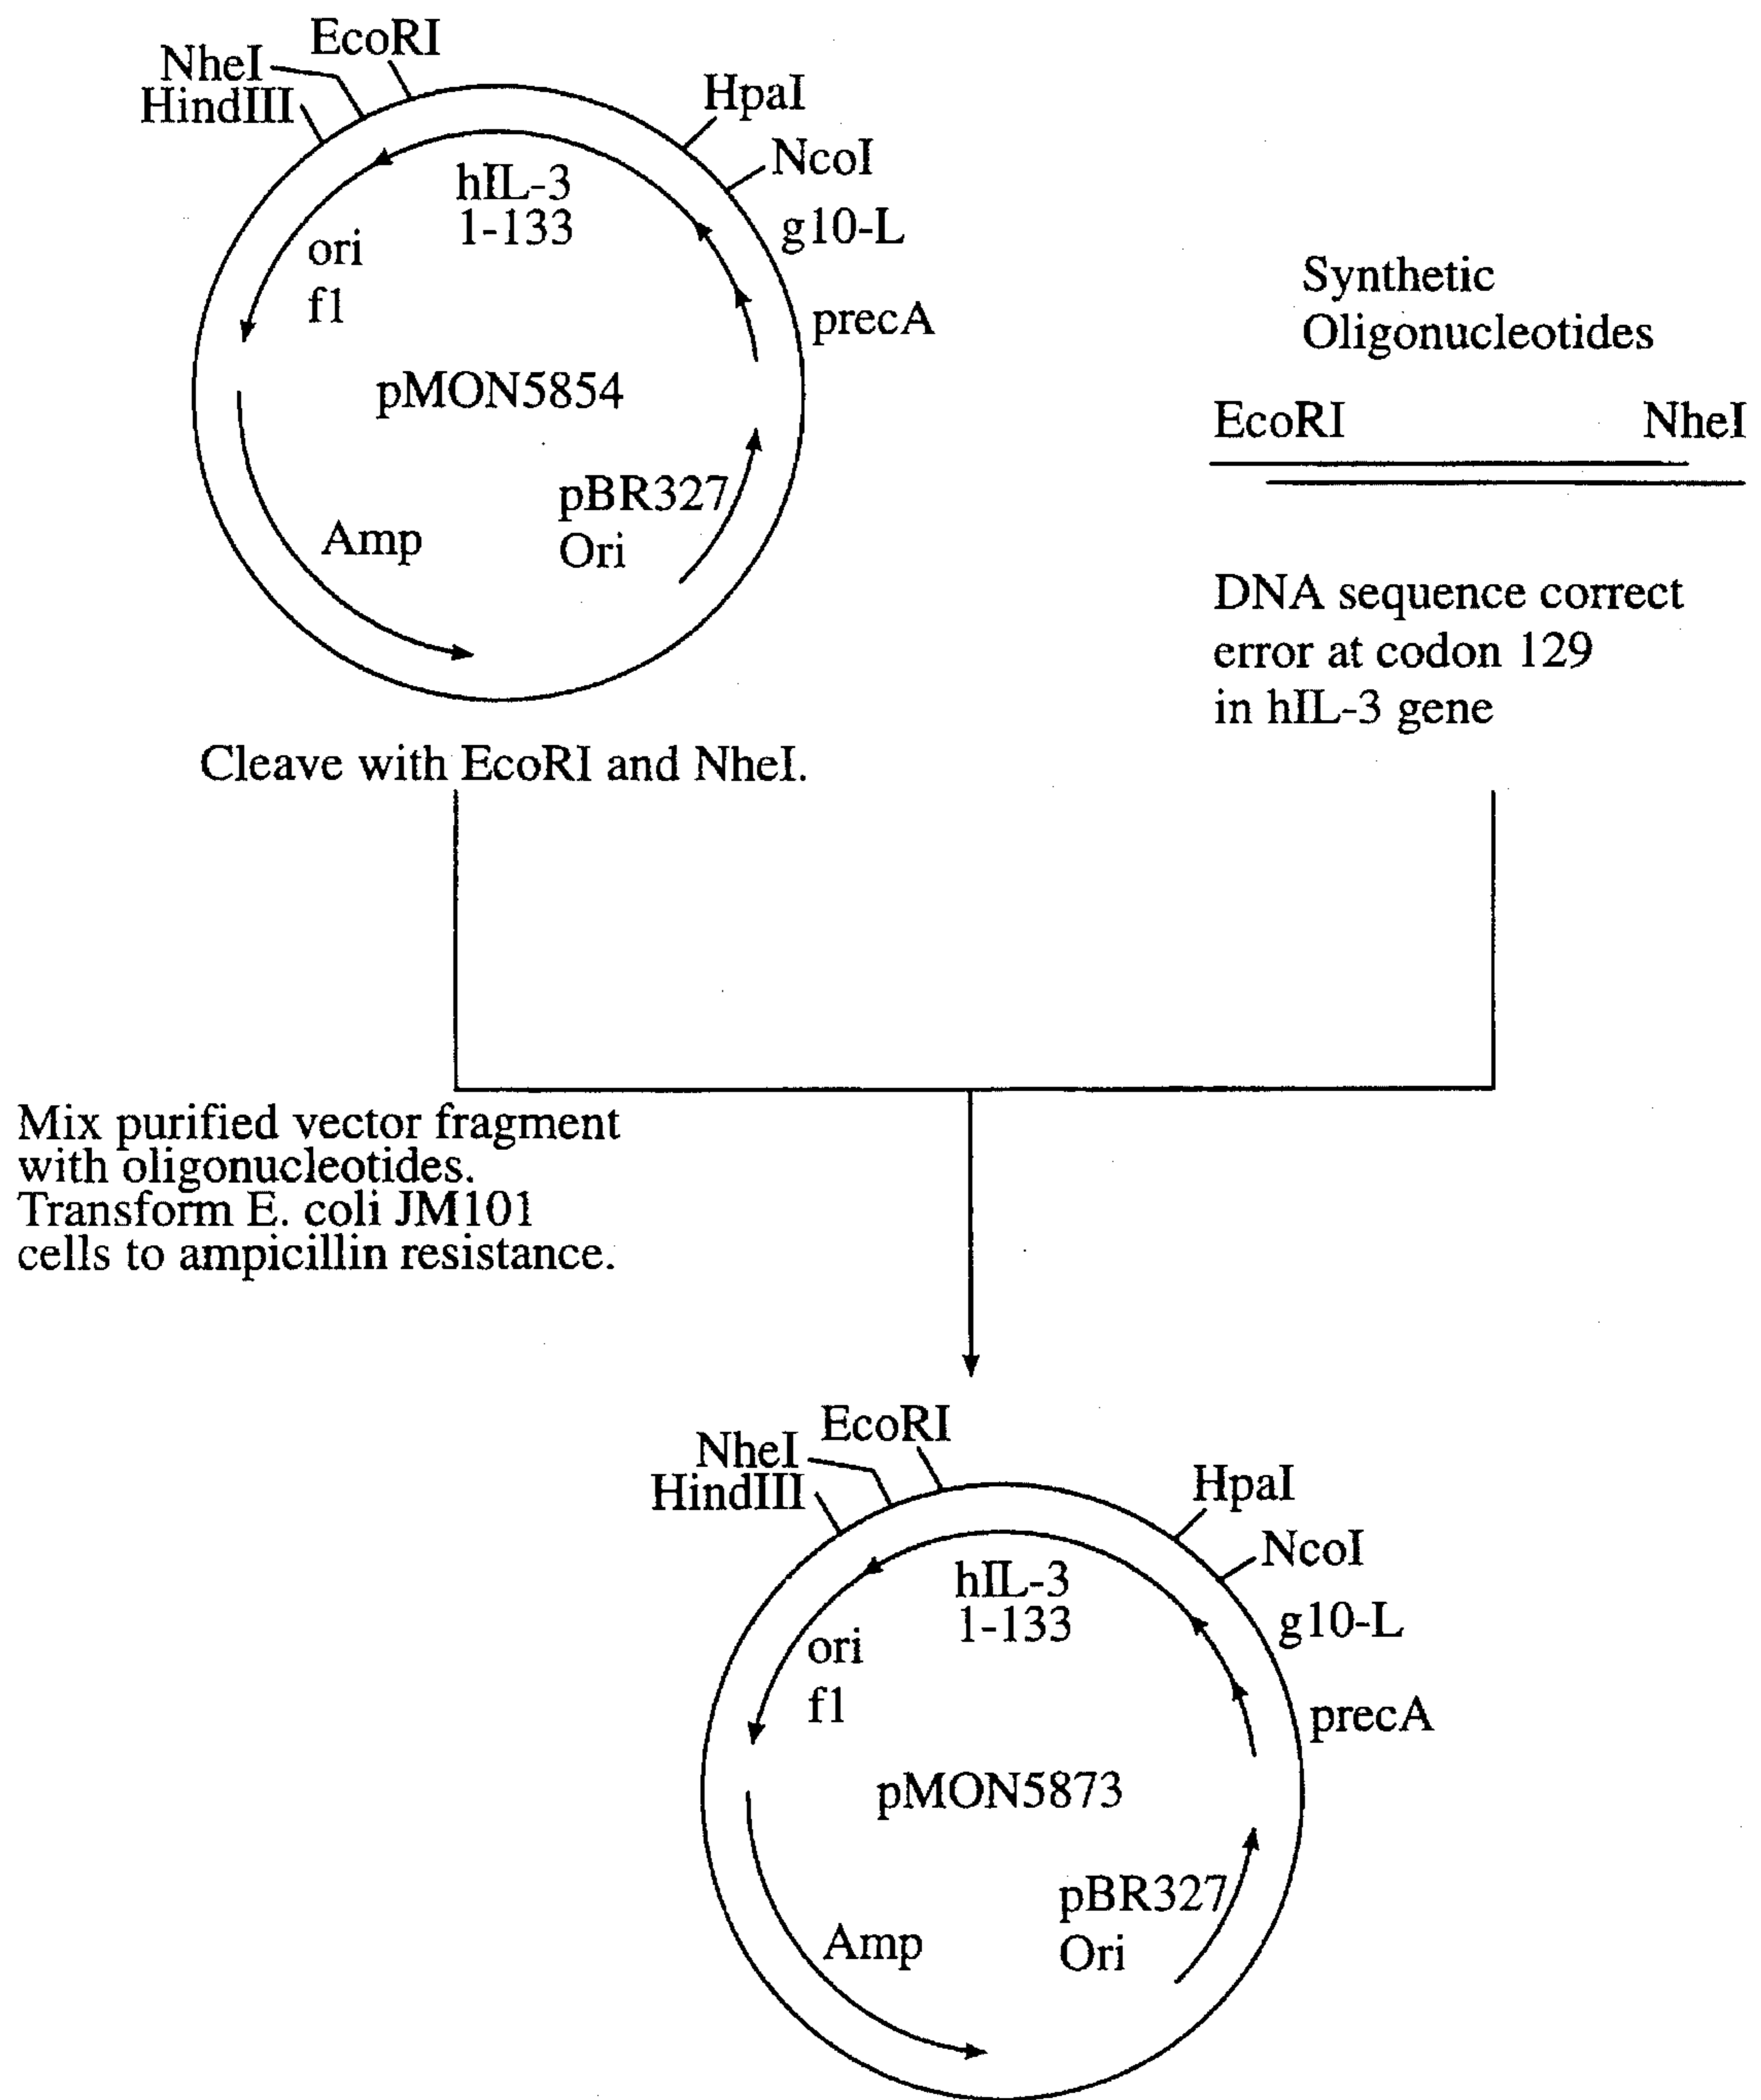 EcoRI
NheI
HindIII
HpaI
NcoI
hIL-3
1-133
g10-L
ori
f1
precA
pMON5854
pBR327
Ori
Amp
Synthetic
Oligonucleotides
EcoRI NheI
DNA sequence correct
error at codon 129
in hIL-3 gene
Cleave with EcoRI and NheI.
Mix purified vector fragment
with oligonucleotides.
Transform E. coli JM101
cells to ampicillin resistance.
EcoRI
NheI
HindIII
HpaI
NcoI
hIL-3
1-133
g10-L
ori
f1
precA
pMON5873
pBR327
Ori
Amp